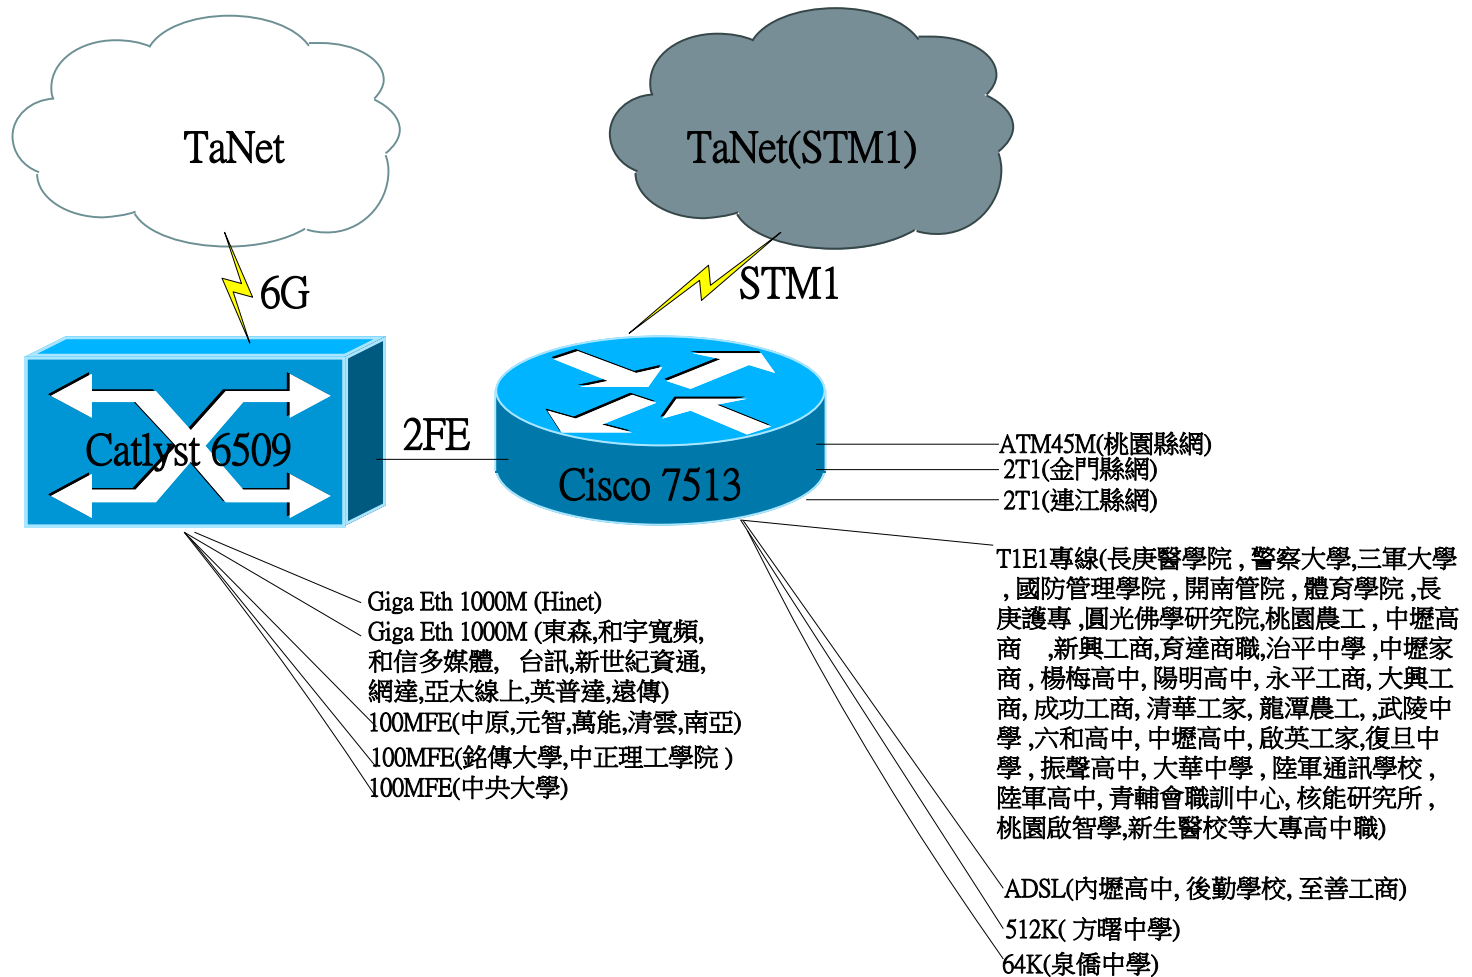 TaNet
TaNet(STM1)
6G
STM1
Catlyst 6509
2FE
Cisco 7513
ATM45M(桃園縣網)
2T1(金門縣網)
2T1(連江縣網)
Giga Eth 1000M (Hinet)
Giga Eth 1000M (東森,和宇寬頻,
和信多媒體, 台訊,新世紀資通,
網達,亞太線上,英普達,遠傳)
100MFE(中原,元智,萬能,清雲,南亞)
100MFE(銘傳大學,中正理工學院 )
100MFE(中央大學)
T1E1專線(長庚醫學院 , 警察大學,三軍大學
, 國防管理學院 , 開南管院 , 體育學院 ,長
庚護專 ,圓光佛學研究院,桃園農工 , 中壢高
商 ,新興工商,育達商職,治平中學 ,中壢家
商 , 楊梅高中, 陽明高中, 永平工商, 大興工
商, 成功工商, 清華工家, 龍潭農工, ,武陵中
學 ,六和高中, 中壢高中, 啟英工家,復旦中
學 , 振聲高中, 大華中學 , 陸軍通訊學校 ,
陸軍高中, 青輔會職訓中心, 核能研究所 ,
桃園啟智學,新生醫校等大專高中職)
ADSL(內壢高中, 後勤學校, 至善工商)
512K( 方曙中學)
64K(泉僑中學)